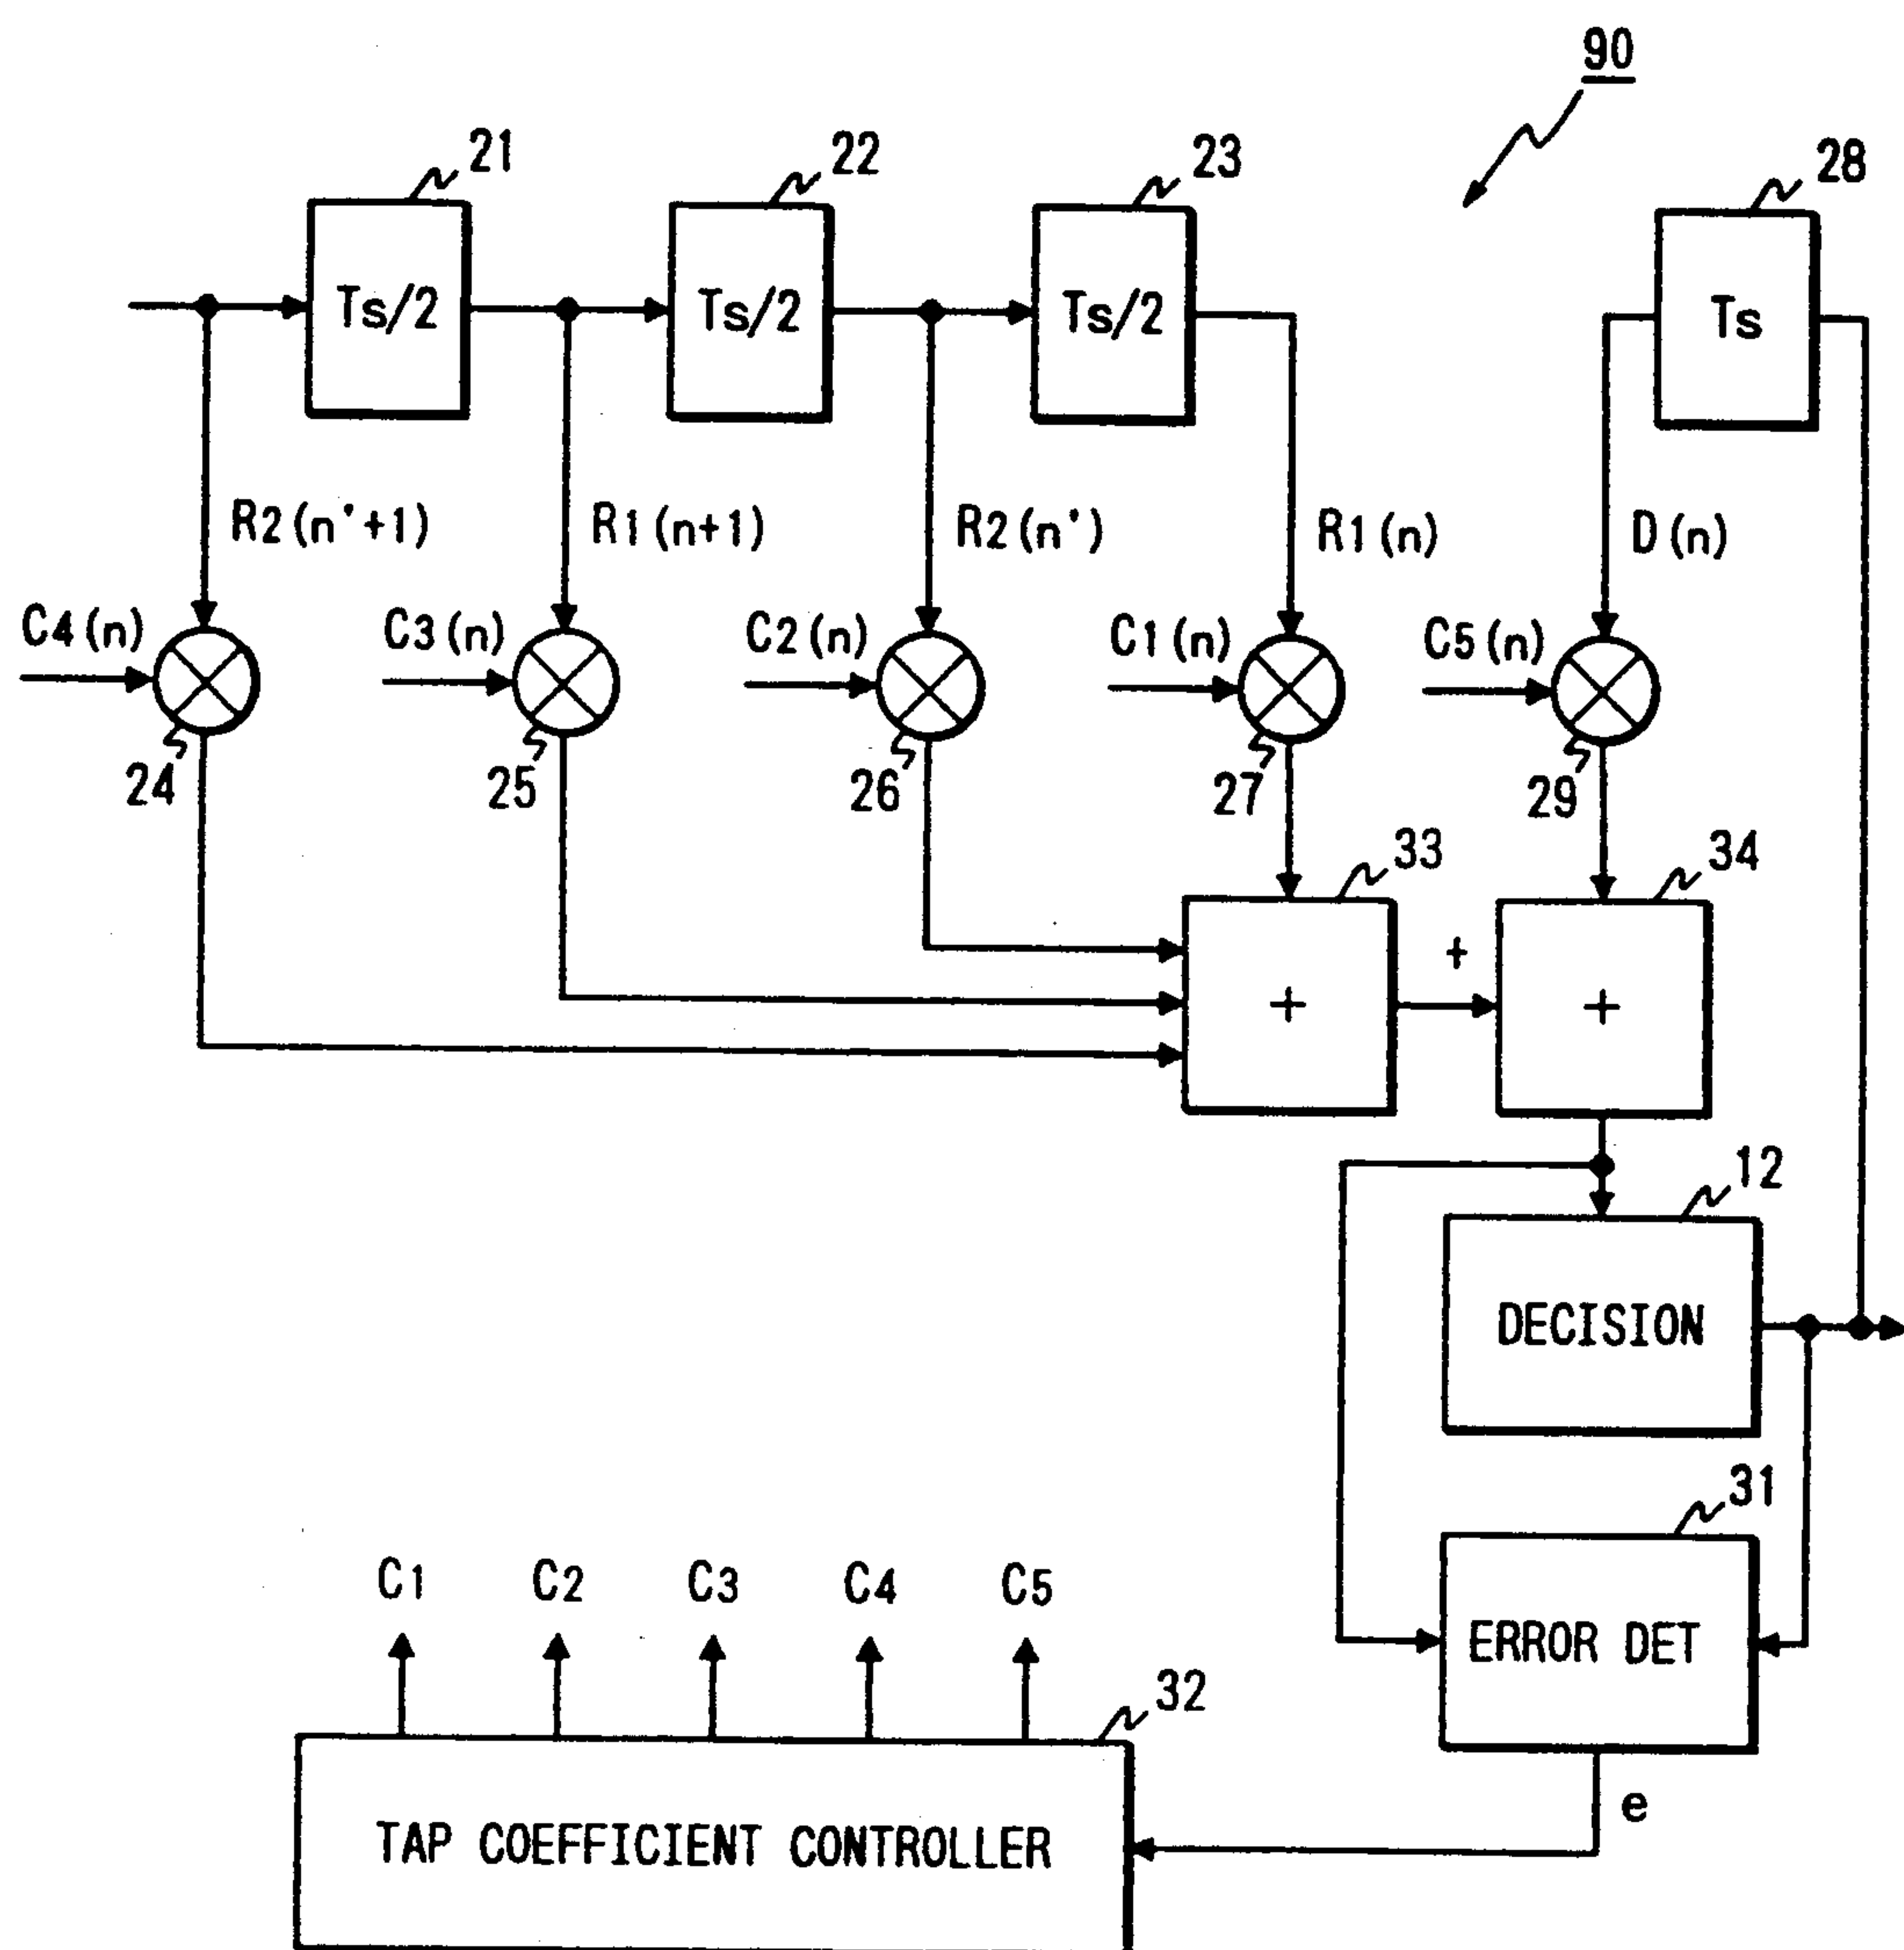 90
21 22 23 28
Ts/2 Ts/2 Ts/2 Ts
R2(n'+1) R1(n+1) R2(n') R1(n) D(n)
C4(n) C3(n) C2(n) C1(n) C5(n)
24 25 26 27 29
33 34
+
+ +
12
DECISION
31
C1 C2 C3 C4 C5
ERROR DET
32
e
TAP COEFFICIENT CONTROLLER